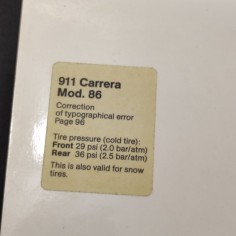 911 Carrera
Mod. 86
Correction
of typographical error
Page 96
Tire pressure (cold tire):
Front 29 psi (2.0 bar/atm)
Rear 36 psi (2.5 bar/atm)
This is also valid for snow
tires.